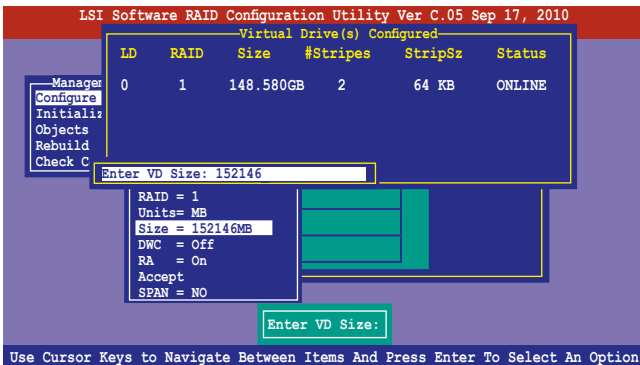 LSI Software RAID Configuration Utility Ver C.05 Sep 17, 2010
Virtual Drive(s) Configured
LD RAID Size #Stripes StripSz Status
0 1 148.580GB 2 64 KB ONLINE
Configure
Objects
Rebuild
Check C
Enter VD Size: 152146_
RAID = 1
Units= MB
Size = 152146MB
DWC = Off
RA = On
Accept
SPAN = NO
Enter VD Size:
Use Cursor Keys to Navigate Between Items And Press Enter To Select An Option